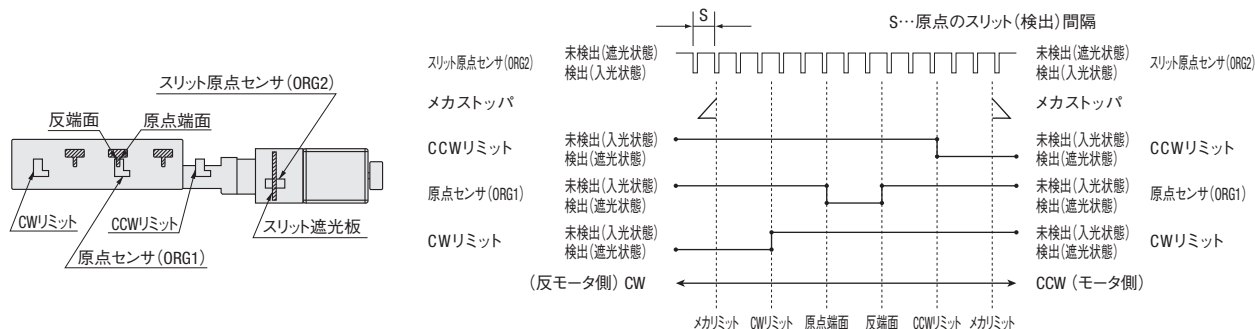 スリット原点センサ(ORG2)
反端面
原点端面
CWリミット
CCWリミット
スリット遮光板
原点センサ(ORG1)
S
S…原点のスリット(検出)間隔
スリット原点センサ(ORG2)
未検出(遮光状態)
検出(入光状態)
未検出(遮光状態)
検出(入光状態)
スリット原点センサ(ORG2)
メカストッパ
メカストッパ
CCWリミット
未検出(入光状態)
検出(遮光状態)
未検出(入光状態)
検出(遮光状態)
CCWリミット
原点センサ(ORG1)
未検出(入光状態)
検出(遮光状態)
未検出(入光状態)
検出(遮光状態)
原点センサ(ORG1)
CWリミット
未検出(入光状態)
検出(遮光状態)
未検出(入光状態)
検出(遮光状態)
CWリミット
(反モータ側) CW
CCW (モータ側)
メカリミット
CWリミット
原点端面
反端面
CCWリミット
メカリミット